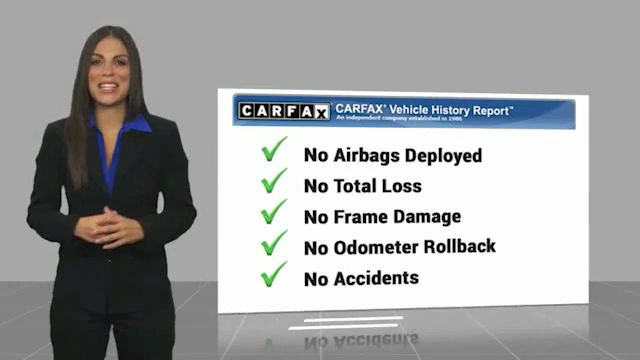 CARFAX CARFAX® Vehicle History Report™
An independent company established in 1986
No Airbags Deployed
No Total Loss
No Frame Damage
No Odometer Rollback
No Accidents